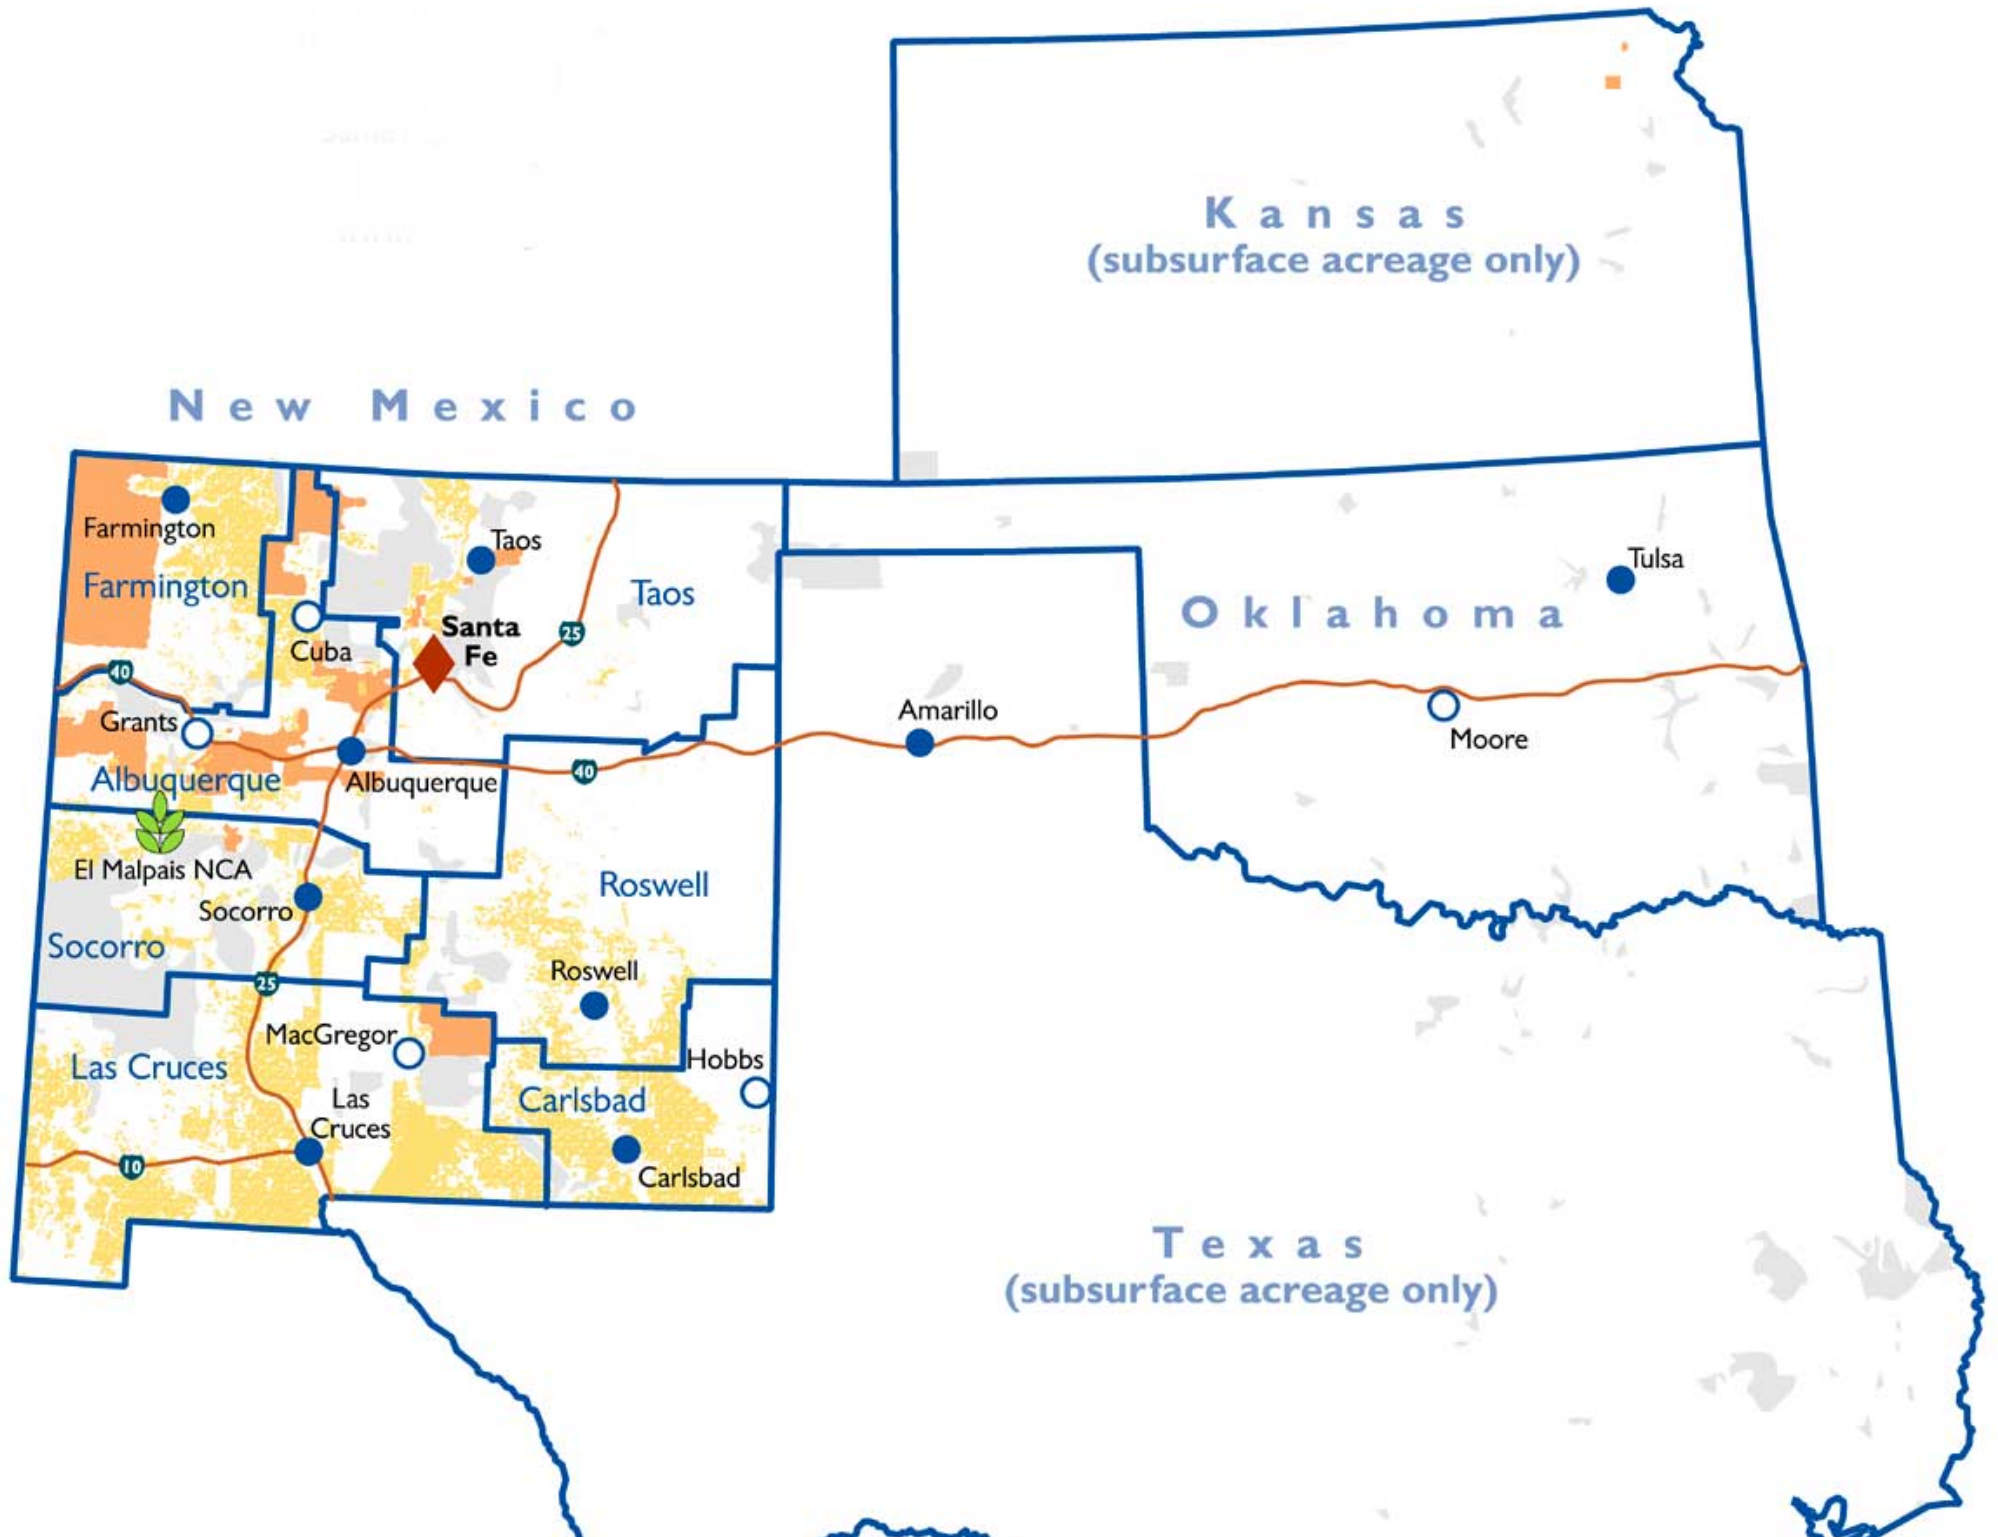 Kansas
(subsurface acreage only)
New Mexico
Farmington
Taos
Tulsa
Farmington
Taos
Oklahoma
Santa
Fe
25
Cuba
40
Grants
Amarillo
Moore
40
Albuquerque
Albuquerque
El Malpais NCA
Roswell
Socorro
Socorro
Roswell
25
MacGregor
Hobbs
Las Cruces
Las
Cruces
Carlsbad
10
Carlsbad
Texas
(subsurface acreage only)